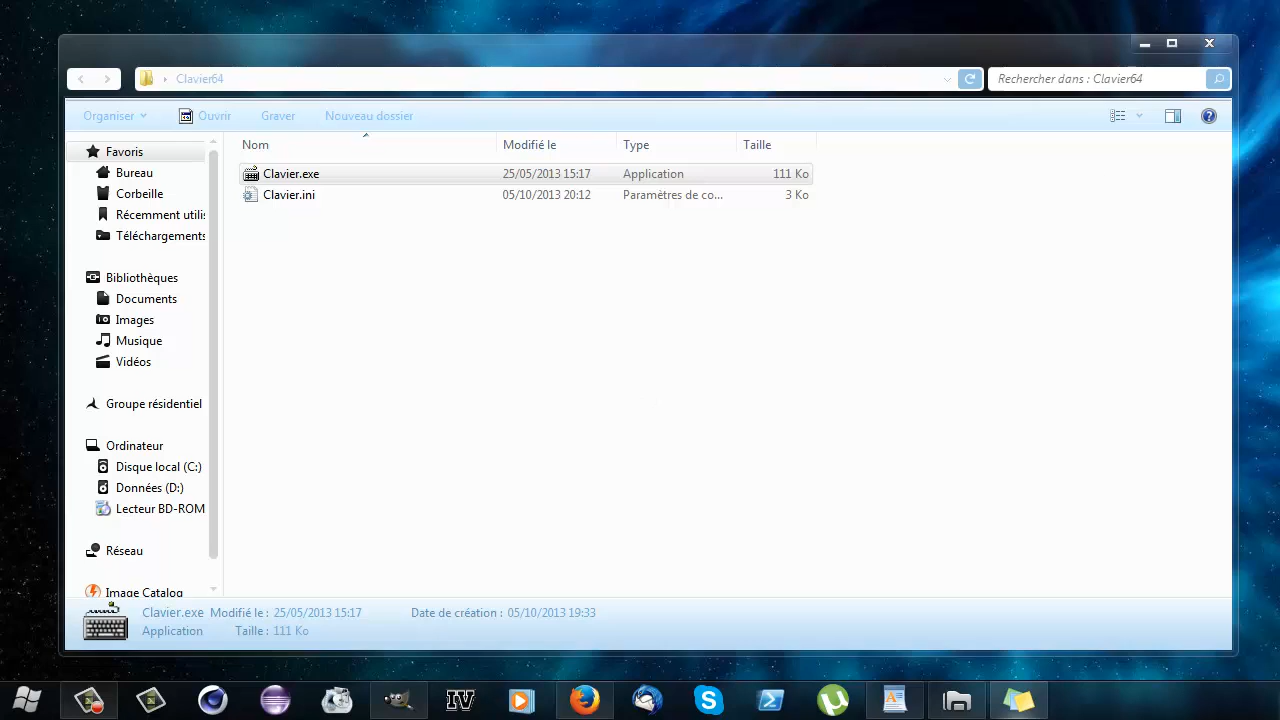 Clavier64
Rechercher dans : Clavier64
Organiser
Ouvrir
Graver
Nouveau dossier
Nom
Modifié le
Type
Taille
Clavier.exe
25/05/2013 15:17
Application
111 Ko
Clavier.ini
05/10/2013 20:12
Paramètres de co...
3 Ko
Favoris
Bureau
Corbeille
Récemment utilis
Téléchargements
Bibliothèques
Documents
Images
Musique
Vidéos
Groupe résidentiel
Ordinateur
Disque local (C:)
Données (D:)
Lecteur BD-ROM
Réseau
Image Catalog
Clavier.exe Modifié le : 25/05/2013 15:17 Date de création : 05/10/2013 19:33
Application Taille : 111 Ko
IV